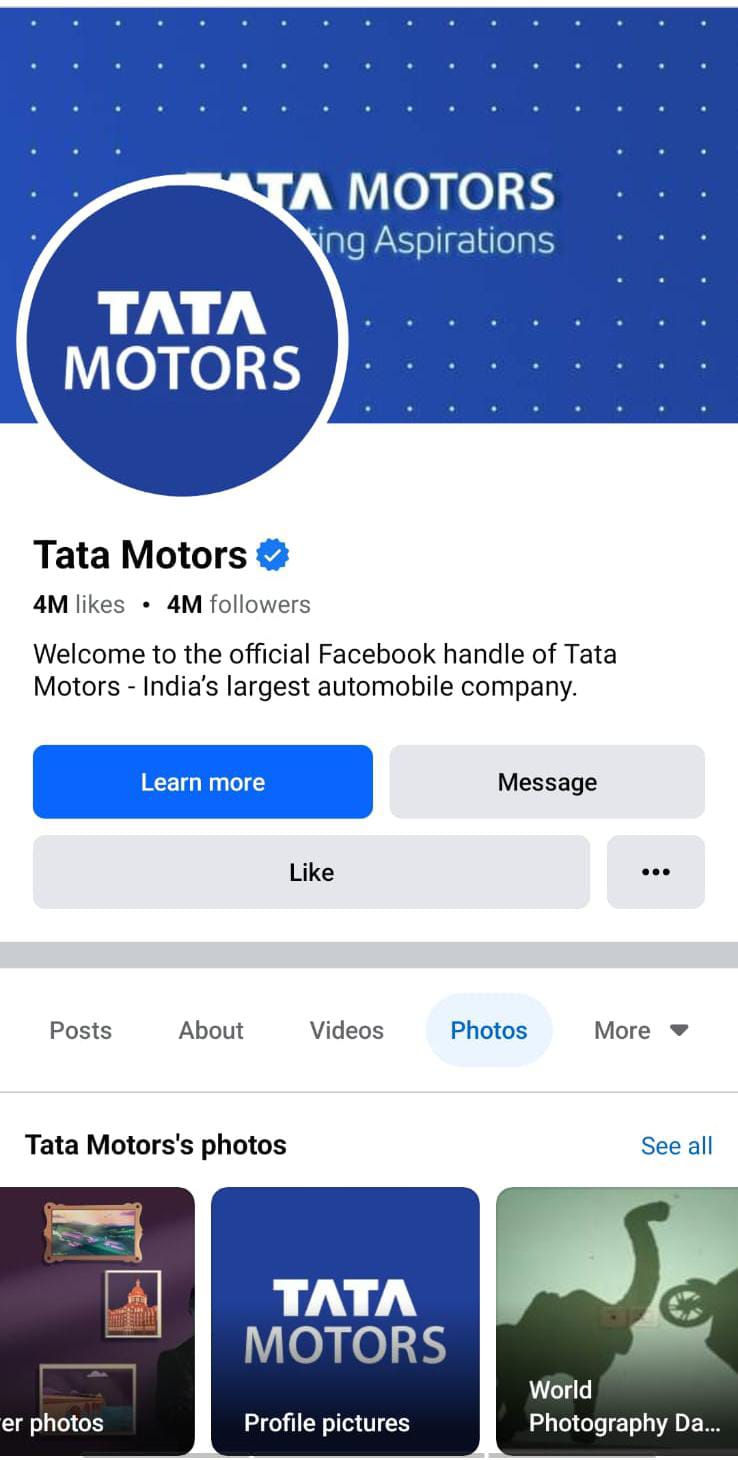 TATA MOTORS
Aspirations
TATA
MOTORS
Tata Motors
4M likes • 4M followers
Welcome to the official Facebook handle of Tata
Motors - India’s largest automobile company.
Learn more
Message
Like
Posts About Videos Photos More
Tata Motors's photos
See all
photos
TATA
MOTORS
Profile pictures
World
Photography Da...